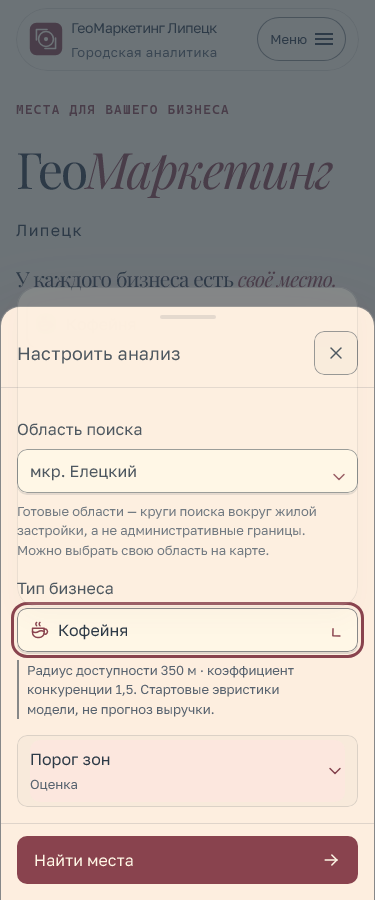 ГеоМаркетинг Липецк
Городская аналитика
Меню
МЕСТА ДЛЯ ВАШЕГО БИЗНЕСА
ГеоМаркетинг
Липецк
У каждого бизнеса есть своё место.
Настроить анализ
Область поиска
мкр. Елецкий
Готовые области — круги поиска вокруг жилой
застройки, а не административные границы.
Можно выбрать свою область на карте.
Тип бизнеса
Кофейня
Радиус доступности 350 м · коэффициент
конкуренции 1,5. Стартовые эвристики
модели, не прогноз выручки.
Порог зон
Оценка
Найти места